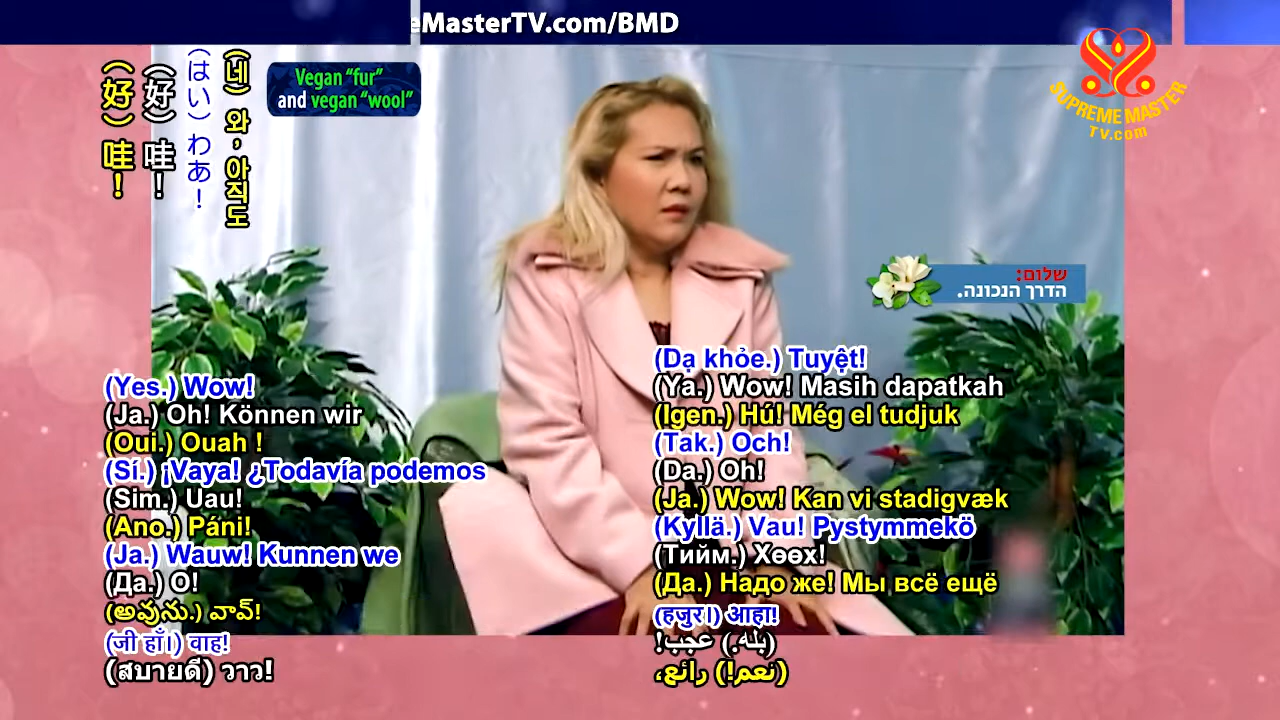 eMasterTV.com/BMD
SUPREME MASTER
TV.com
Vegan “fur”
and vegan “wool”
(好) 哇！
(好) 哇！
(はい) わあ！
(네) 와, 아직도
שלום:
הדרך הנכונה.
(Yes.) Wow!
(Ja.) Oh! Können wir
(Oui.) Ouah !
(Sí.) ¡Vaya! ¿Todavía podemos
(Sim.) Uau!
(Ano.) Páni!
(Ja.) Wauw! Kunnen we
(Да.) О!
(అవును.) వావ్!
(जी हाँ।) वाह!
(สบายดี) วาว!
(Dạ khỏe.) Tuyệt!
(Ya.) Wow! Masih dapatkah
(Igen.) Hú! Még el tudjuk
(Tak.) Och!
(Da.) Oh!
(Ja.) Wow! Kan vi stadigvæk
(Kyllä.) Vau! Pystymmekö
(Тийм.) Хөөх!
(Да.) Надо же! Мы всё ещё
(हजुर।) आहा!
(بله.) عجب!
(نعم!) رائع،